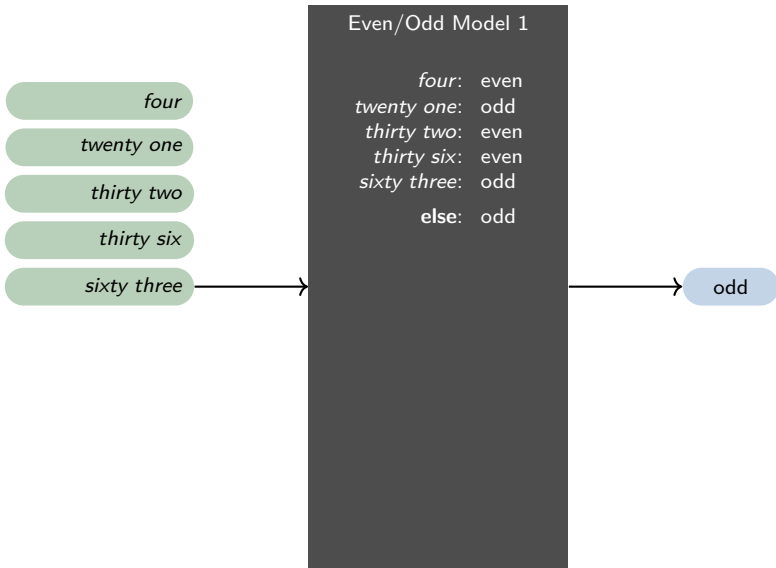 Even/Odd Model 1
four
twenty one
thirty two
thirty six
sixty three
four: even
twenty one: odd
thirty two: even
thirty six: even
sixty three: odd
else: odd
odd